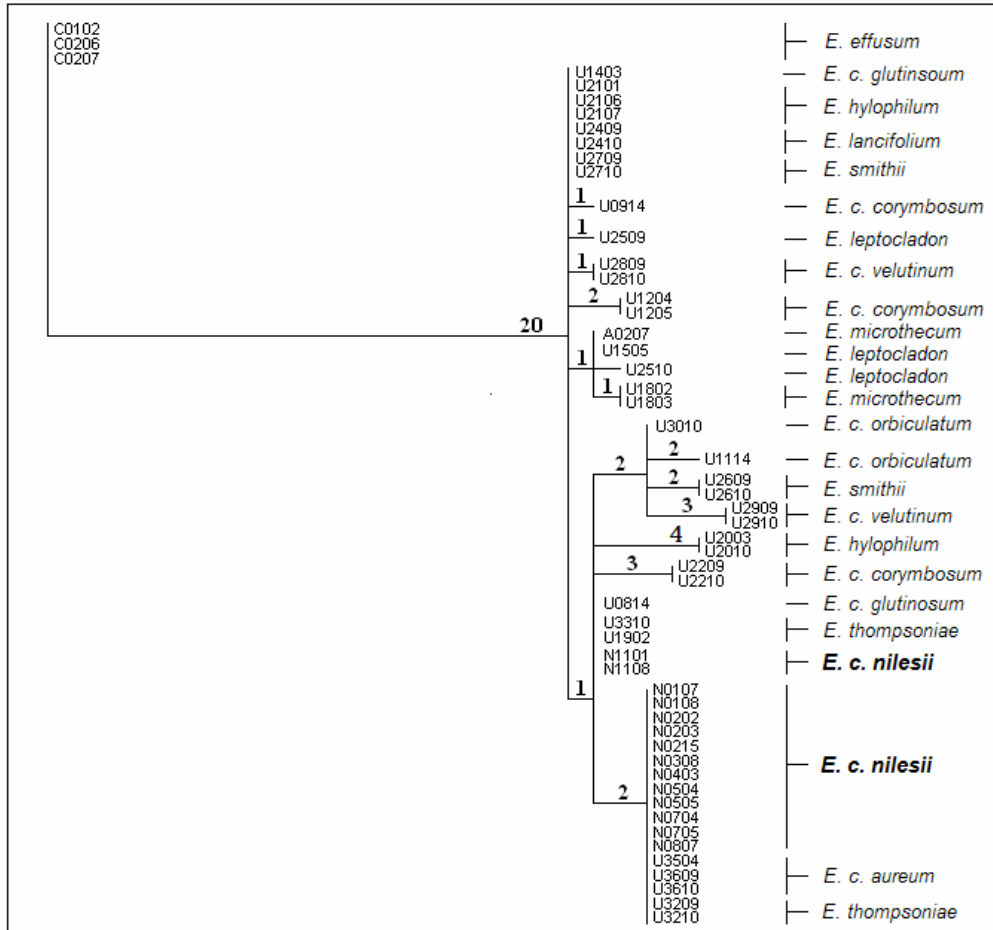 C0102
C0206 E. effusum
C0207
U1403 E. c. glutinsoum
U2101
U2106 E. hylophilum
U2107
U2409 E. lancifolium
U2410
U2709 E. smithii
U2710
1 U0914 E. c. corymbosum
1 U2509 E. leptocladon
1 U2809 E. c. velutinum
U2810
2 U1204 E. c. corymbosum
U1205
20
A0207 E. microthecum
U1505 E. leptocladon
1 U2510 E. leptocladon
1 U1802 E. microthecum
U1803
U3010 E. c. orbiculatum
2 2 U1114 E. c. orbiculatum
2 U2609 E. smithii
U2610
3 U2909 E. c. velutinum
U2910
4 U2003 E. hylophilum
U2010
3 U2209 E. c. corymbosum
U2210
U0814 E. c. glutinosum
U3310 E. thompsoniae
U1902
N1101 E. c. nilesii
N1108
1
N0107
N0108
N0202
N0203
N0215
N0308 E. c. nilesii
N0403
2 N0504
N0505
N0704
N0705
N0807
U3504
U3609 E. c. aureum
U3610
U3209 E. thompsoniae
U3210